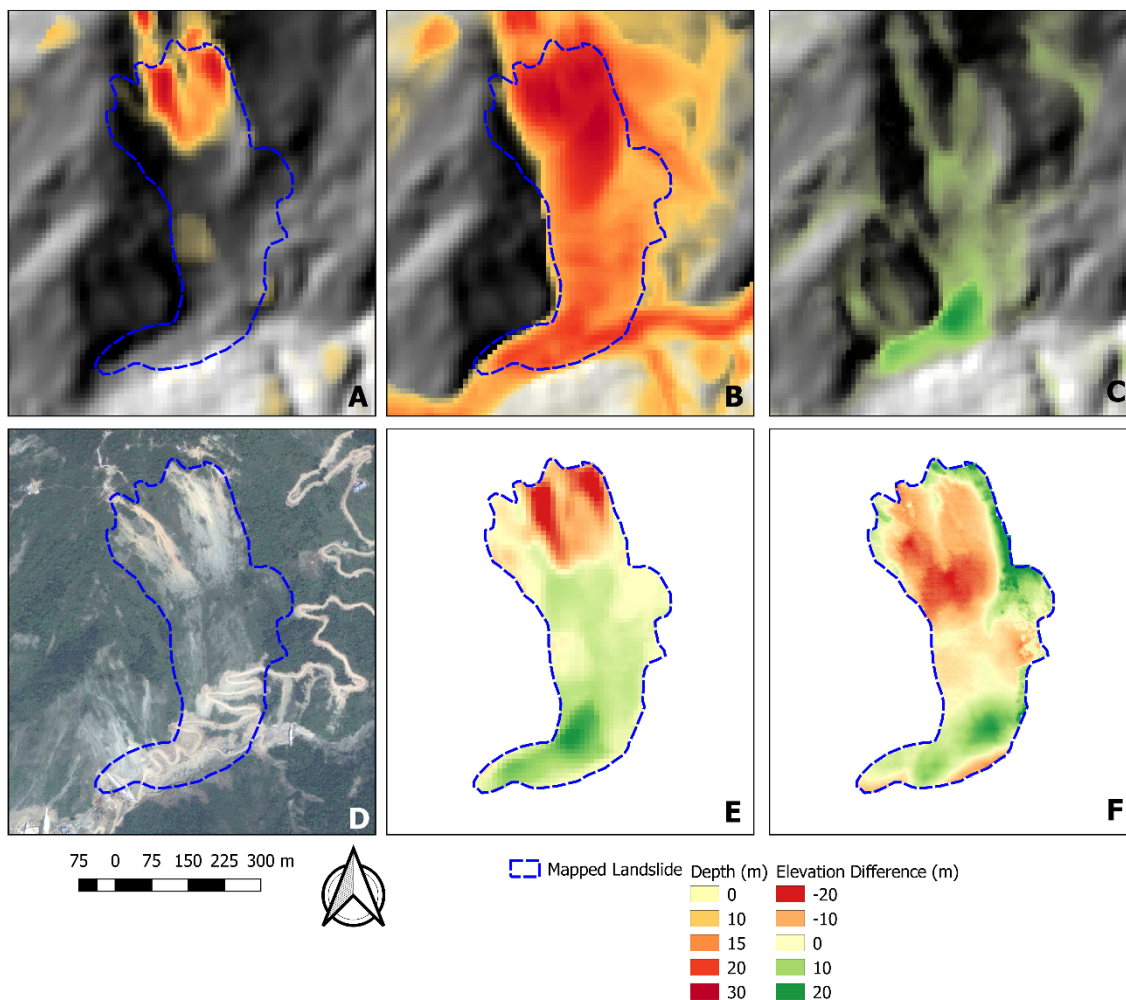 A
B
C
D
E
F
75 0 75 150 225 300 m
Mapped Landslide
Depth (m)
0
10
15
20
30
Elevation Difference (m)
-20
-10
0
10
20